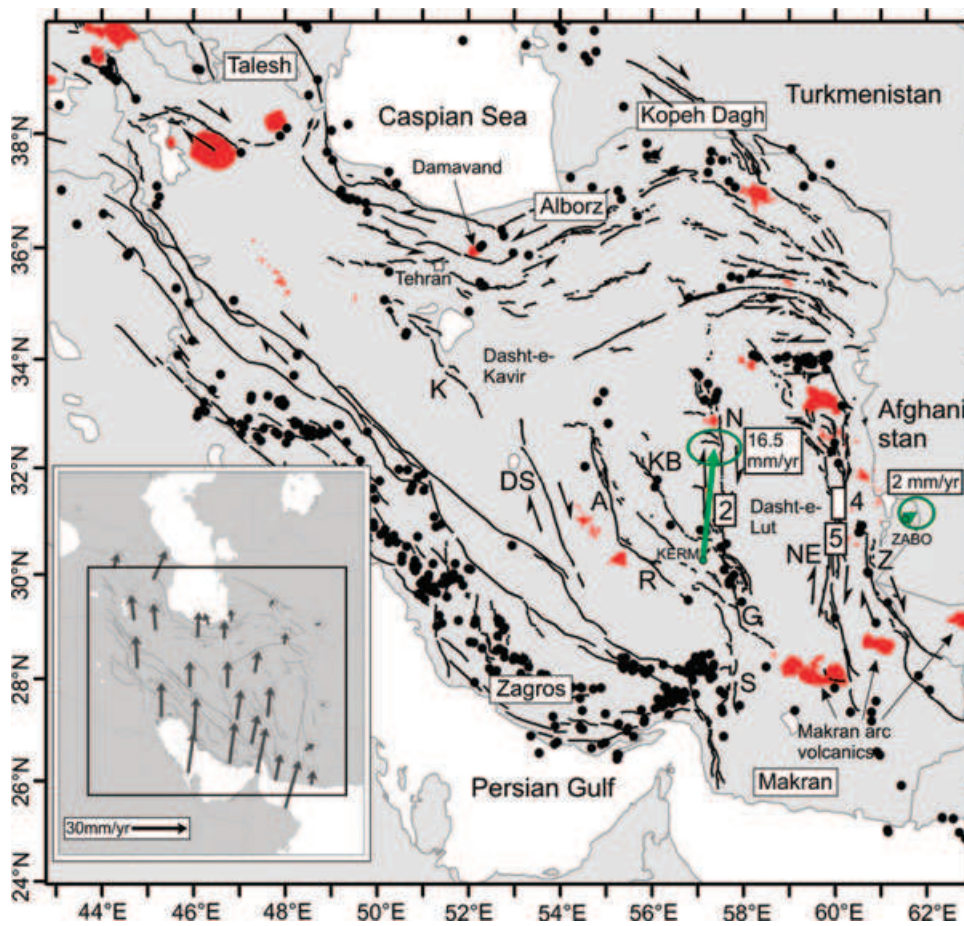 Talesh
Caspian Sea
Turkmenistan
Kopeh Dagh
Damavand
Alborz
Tehran
Dasht-e-
Kavir
K
Afghani
stan
N
16.5
mm/yr
KB
DS
A
2
Dasht-e-
Lut
4
2 mm/yr
ZABO
5
KERM
NE
Z
R
G
S
Zagros
Makran arc
volcanics
Makran
Persian Gulf
30mm/yr
38°N
36°N
34°N
32°N
30°N
28°N
26°N
24°N
44°E
46°E
48°E
50°E
52°E
54°E
56°E
58°E
60°E
62°E